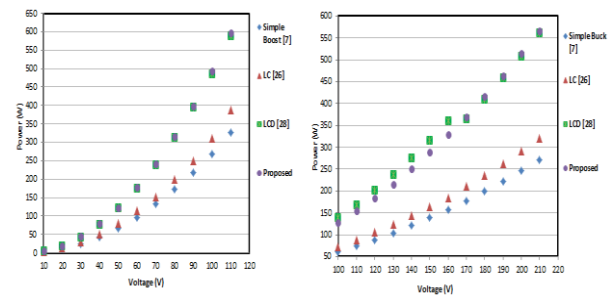 650
600
550
500
450
400
350
300
250
200
150
100
50
0
Power (W)
10 20 30 40 50 60 70 80 90 100 110 120
Voltage (V)
Simple
Boost [7]
LC [26]
LCD [28]
Proposed
600
550
500
450
400
350
300
250
200
150
100
50
Power (W)
100 110 120 130 140 150 160 170 180 190 200 210 220
Voltage (V)
Simple Buck
[7]
LC [26]
LCD [28]
Proposed